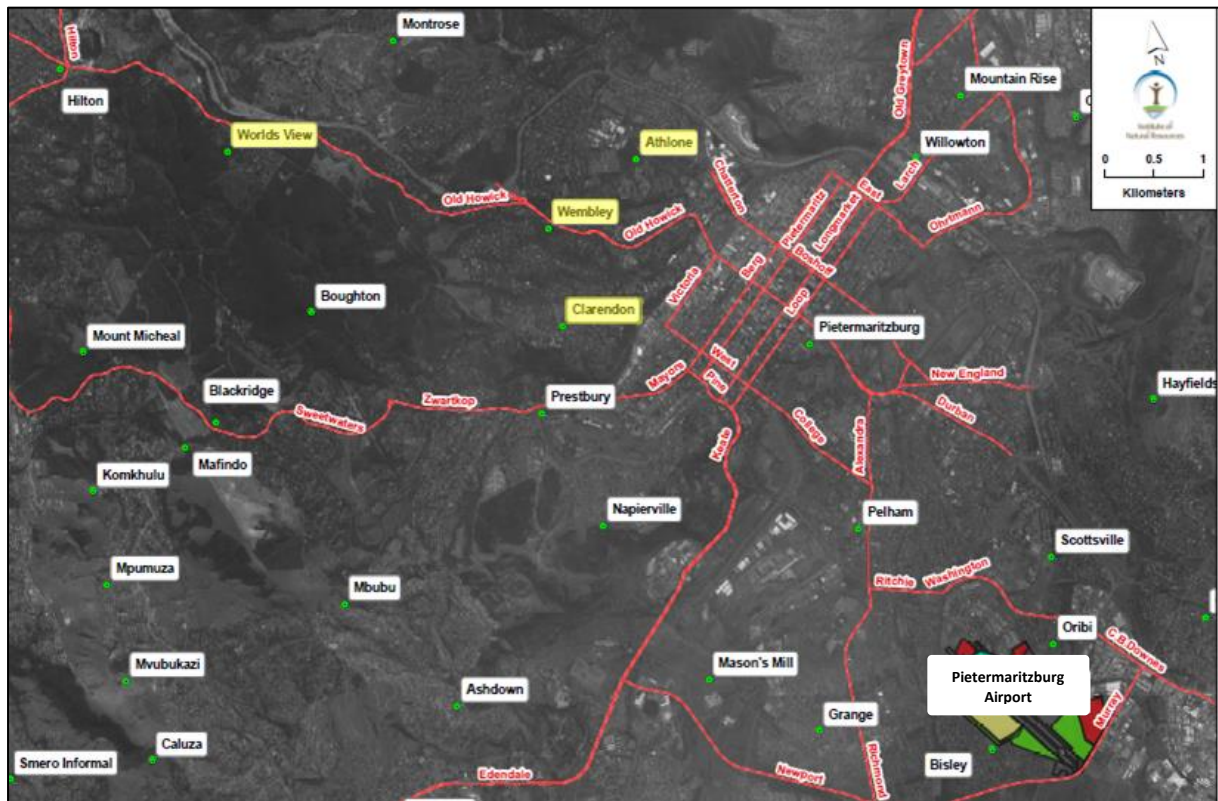 Montrose
Hilton
Hilton
Worlds View
Athlone
Old Greytown
Mountain Rise
N
Institute of
Natural Resources
0 0.5 1
Kilometers
Willowton
Chatterton
East
Larch
Old Howick
Wembley
Old Howick
Pietermaritz
Longmarket
Ohrtmann
Boshoff
Berg
Victoria
Boughton
Clarendon
Loop
Pietermaritzburg
Mount Micheal
West
Mayors
Pine
New England
Hayfields
Blackridge
Zwartkop
Prestbury
Sweetwaters
Durban
College
Alexandra
Keate
Mafindo
Komkhulu
Napierville
Pelham
Scottsville
Mpumuza
Mbubu
Ritchie
Washington
Oribi
C B Downes
Mvubukazi
Mason's Mill
Pietermaritzburg
Airport
Ashdown
Murray
Grange
Caluza
Smero Informal
Bisley
Richmond
Edendale
Newport